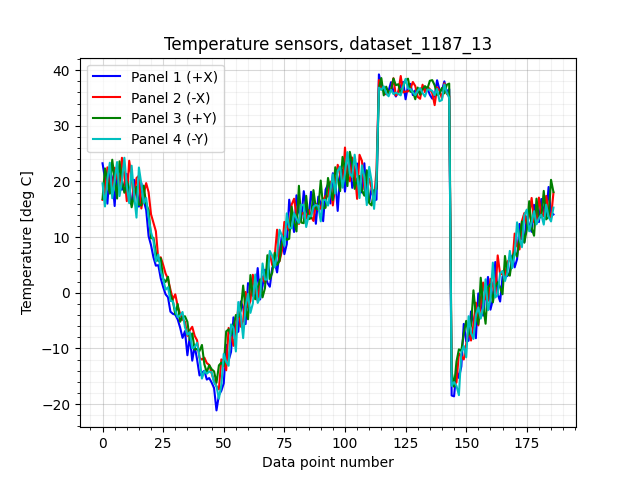 Temperature sensors, dataset_1187_13
Panel 1 (+X)
Panel 2 (-X)
Panel 3 (+Y)
Panel 4 (-Y)
Temperature [deg C]
40
30
20
10
0
−10
−20
0 25 50 75 100 125 150 175
Data point number